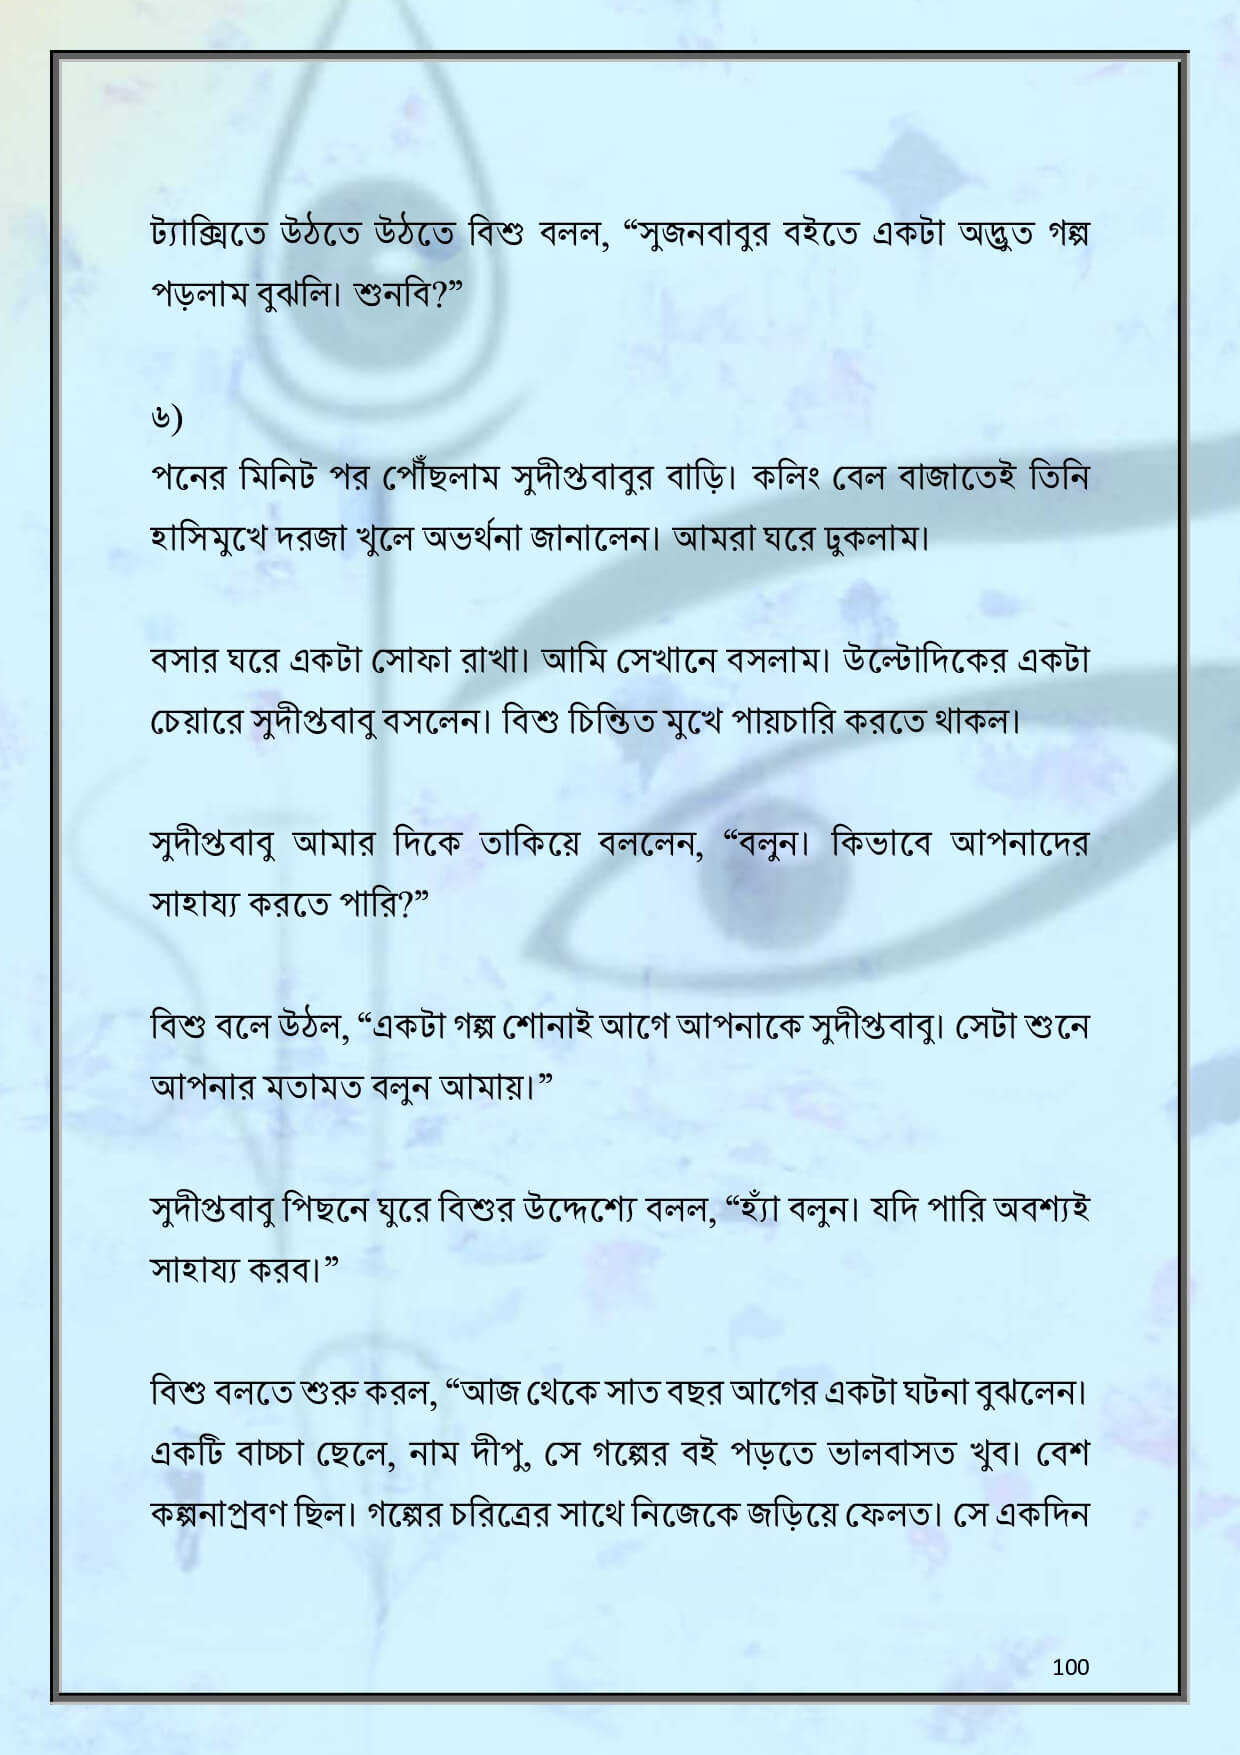 ট্যাক্সিতে উঠতে উঠতে বিশু বলল, “সুজনবাবুর বইতে একটা অদ্ভুত গল্প
পড়লাম বুঝলি। শুনবি?”
৬)
পনের মিনিট পর পৌঁছলাম সুদীপ্তবাবুর বাড়ি। কলিং বেল বাজাতেই তিনি
হাসিমুখে দরজা খুলে অভর্থনা জানালেন। আমরা ঘরে ঢুকলাম।
বসার ঘরে একটা সোফা রাখা। আমি সেখানে বসলাম। উল্টোদিকের একটা
চেয়ারে সুদীপ্তবাবু বসলেন। বিশু চিন্তিত মুখে পায়চারি করতে থাকল।
সুদীপ্তবাবু আমার দিকে তাকিয়ে বললেন, “বলুন। কিভাবে আপনাদের
সাহায্য করতে পারি?”
বিশু বলে উঠল, “একটা গল্প শোনাই আগে আপনাকে সুদীপ্তবাবু। সেটা শুনে
আপনার মতামত বলুন আমায়।”
সুদীপ্তবাবু পিছনে ঘুরে বিশুর উদ্দেশ্যে বলল, “হ্যাঁ বলুন। যদি পারি অবশ্যই
সাহায্য করব।”
বিশু বলতে শুরু করল, “আজ থেকে সাত বছর আগের একটা ঘটনা বুঝলেন।
একটি বাচ্চা ছেলে, নাম দীপু, সে গল্পের বই পড়তে ভালবাসত খুব। বেশ
কল্পনাপ্রবণ ছিল। গল্পের চরিত্রের সাথে নিজেকে জড়িয়ে ফেলত। সে একদিন
100